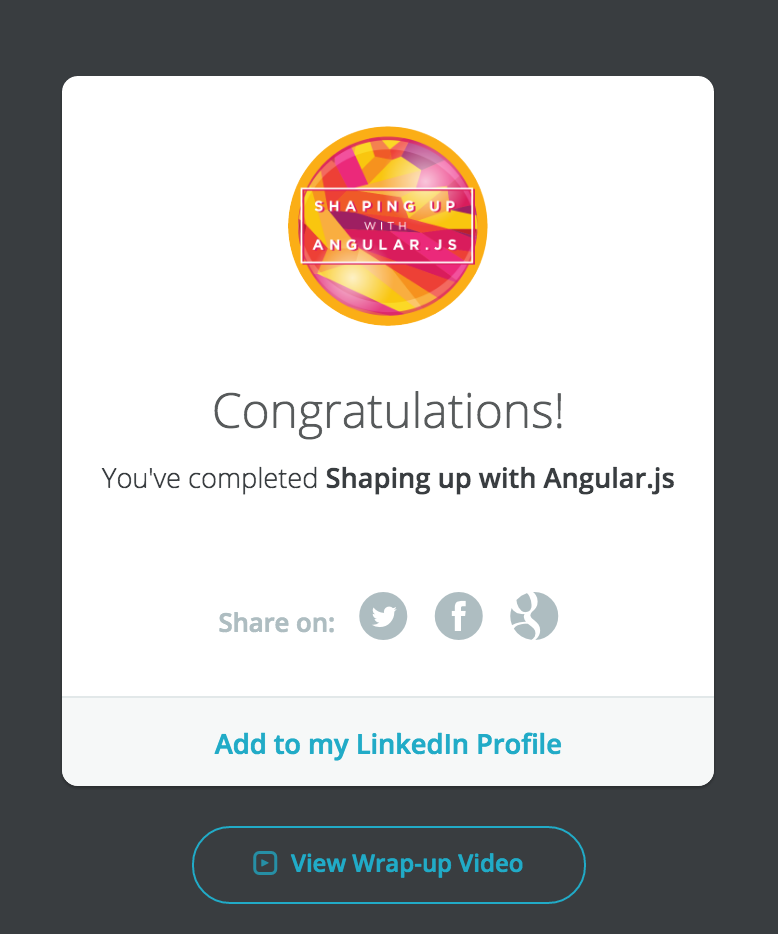 SHAPING UP
WITH
ANGULAR.JS
Congratulations!
You've completed Shaping up with Angular.js
Share on:
Add to my LinkedIn Profile
View Wrap-up Video